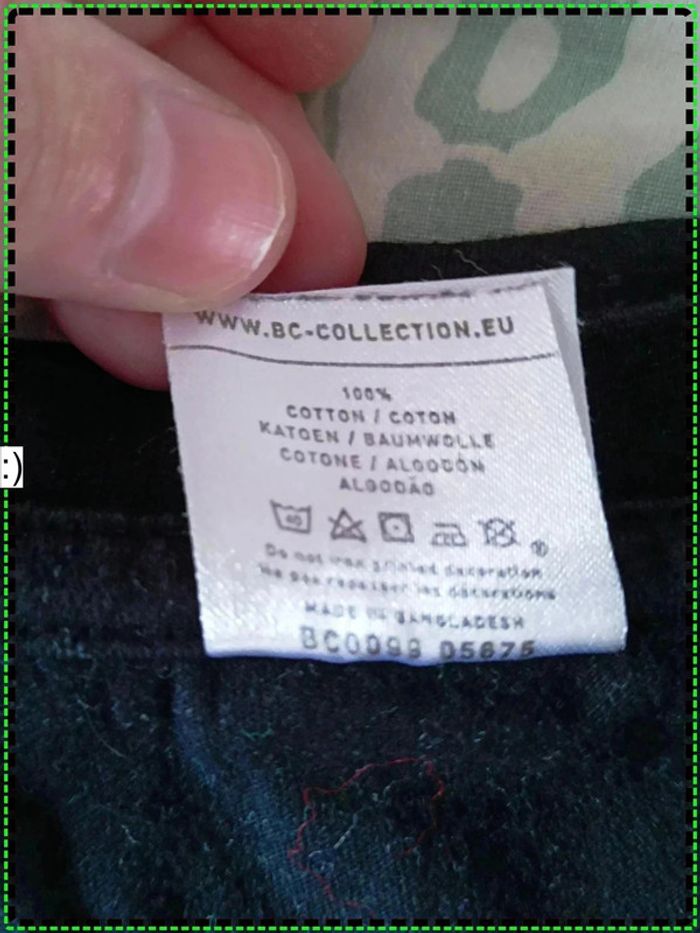 WWW.BC-COLLECTION.EU
100%
COTTON / COTON
KATOEN / BAUMWOLLE
COTONE / ALGODÓN
ALGODÃO
40
Do not iron printed decoration
Ne pas repasser les décorations
MADE IN BANGLADESH
BC0099 05675
:)